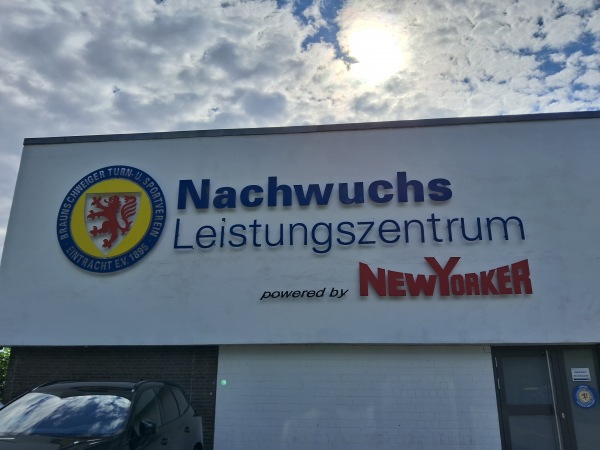 BRAUNSCHWEIGER TURN- U. SPORTVEREIN
EINTRACHT E.V. 1895
Nachwuchs
Leistungszentrum
powered by NEWYORKER